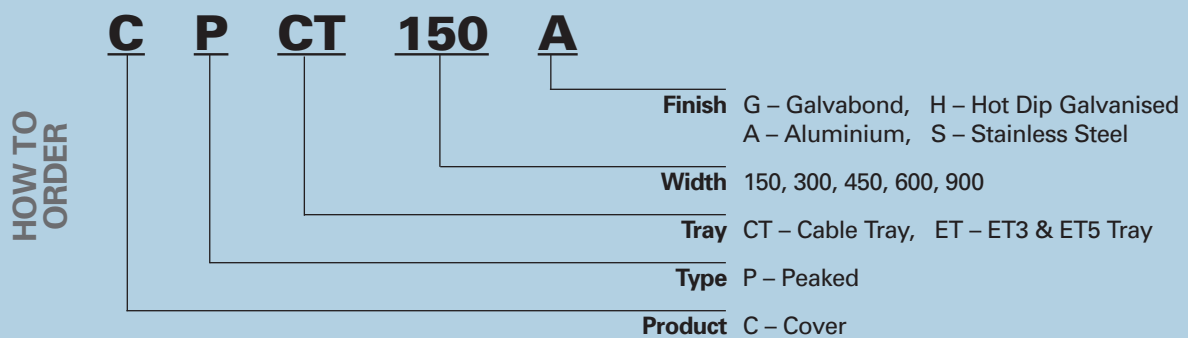 C P CT 150 A
HOW TO
ORDER
Finish G – Galvabond, H – Hot Dip Galvanised
A – Aluminium, S – Stainless Steel
Width 150, 300, 450, 600, 900
Tray CT – Cable Tray, ET – ET3 & ET5 Tray
Type P – Peaked
Product C – Cover